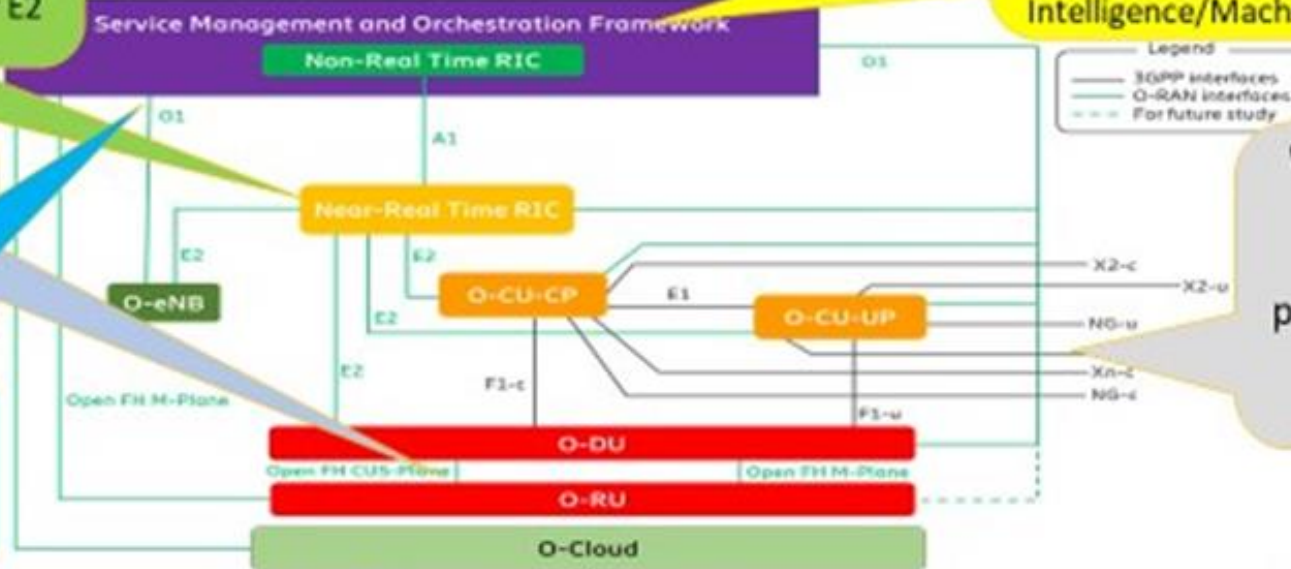 E2
Service Management and Orchestration Framework
Intelligence/Mach
Non-Real Time RIC
O1
Legend
3GPP interfaces
O-RAN interfaces
For future study
O1
A1
Near-Real Time RIC
E2
E2
X2-c
O-eNB
O-CU-CP
E1
X2-u
E2
O-CU-UP
NG-u
p
E2
F1-c
Xn-c
Open FH M-Plane
NG-c
F1-u
O-DU
Open FH CUS-Plane
Open FH M-Plane
O-RU
O-Cloud